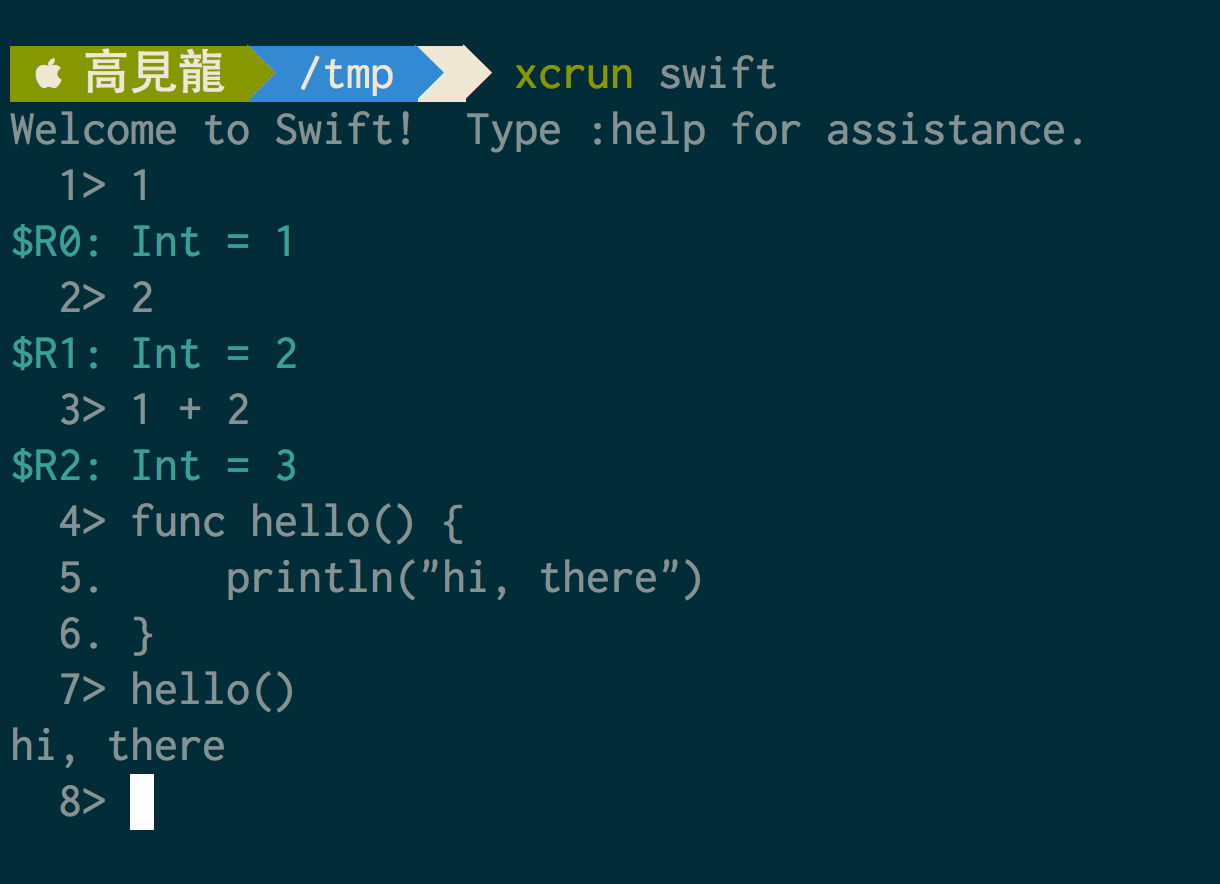 高見龍 /tmp xcrun swift
Welcome to Swift!  Type :help for assistance.
  1> 1
$R0: Int = 1
  2> 2
$R1: Int = 2
  3> 1 + 2
$R2: Int = 3
  4> func hello() {
  5.     println("hi, there")
  6. }
  7> hello()
hi, there
  8>